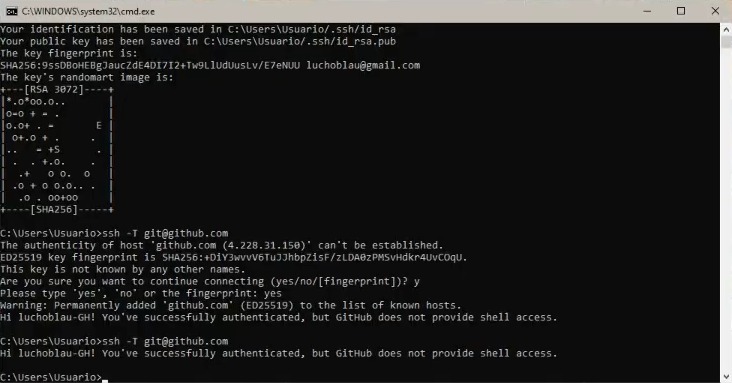 C:\WINDOWS\system32\cmd.exe
Your identification has been saved in C:\Users\Usuario/.ssh/id_rsa
Your public key has been saved in C:\Users\Usuario/.ssh/id_rsa.pub
The key fingerprint is:
SHA256:9ssDBoHEBgJaucZdE4DI7I2+Tw9LlUdUusLv/E7eNUU luchoblau@gmail.com
The key's randomart image is:
+---[RSA 3072]----+
|*.o*oo.o..       |
|o=o + = .        |
|o.o+ . =       E |
| o+.o + .     .  |
|..   = +S      . |
| .  . +.o.    .  |
|  .+   o o.  o   |
| .o + o o.o.. .  |
|  .o . oo+oo     |
+----[SHA256]-----+
C:\Users\Usuario>ssh -T git@github.com
The authenticity of host 'github.com (4.228.31.150)' can't be established.
ED25519 key fingerprint is SHA256:+DiY3wvvV6TuJJhbpZisF/zLDA0zPMSvHdkr4UvCOqU.
This key is not known by any other names.
Are you sure you want to continue connecting (yes/no/[fingerprint])? y
Please type 'yes', 'no' or the fingerprint: yes
Warning: Permanently added 'github.com' (ED25519) to the list of known hosts.
Hi luchoblau-GH! You've successfully authenticated, but GitHub does not provide shell access.
C:\Users\Usuario>ssh -T git@github.com
Hi luchoblau-GH! You've successfully authenticated, but GitHub does not provide shell access.
C:\Users\Usuario>